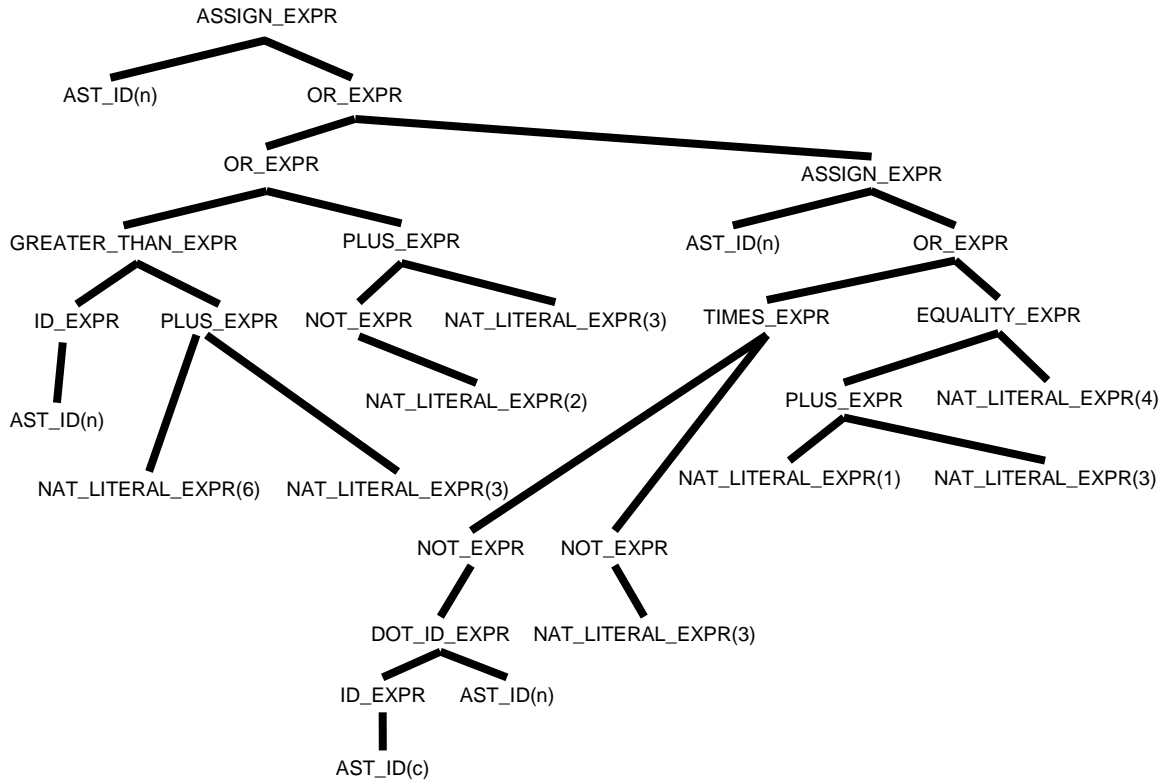 ASSIGN_EXPR
AST_ID(n) OR_EXPR
OR_EXPR ASSIGN_EXPR
GREATER_THAN_EXPR PLUS_EXPR AST_ID(n) OR_EXPR
ID_EXPR PLUS_EXPR NOT_EXPR NAT_LITERAL_EXPR(3) TIMES_EXPR EQUALITY_EXPR
AST_ID(n) NAT_LITERAL_EXPR(2) PLUS_EXPR NAT_LITERAL_EXPR(4)
NAT_LITERAL_EXPR(6) NAT_LITERAL_EXPR(3) NAT_LITERAL_EXPR(1) NAT_LITERAL_EXPR(3)
NOT_EXPR NOT_EXPR
DOT_ID_EXPR NAT_LITERAL_EXPR(3)
ID_EXPR AST_ID(n)
AST_ID(c)